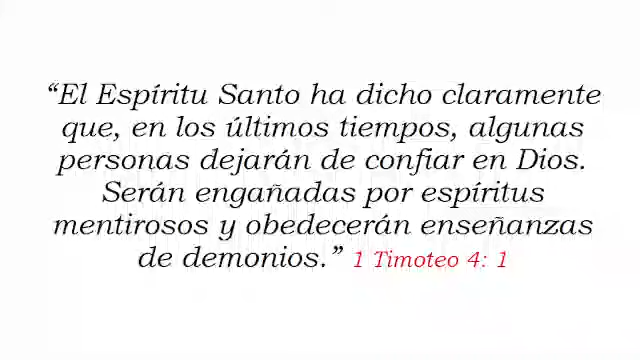 “El Espíritu Santo ha dicho claramente
que, en los últimos tiempos, algunas
personas dejarán de confiar en Dios.
Serán engañadas por espíritus
mentirosos y obedecerán enseñanzas
de demonios.” 1 Timoteo 4: 1